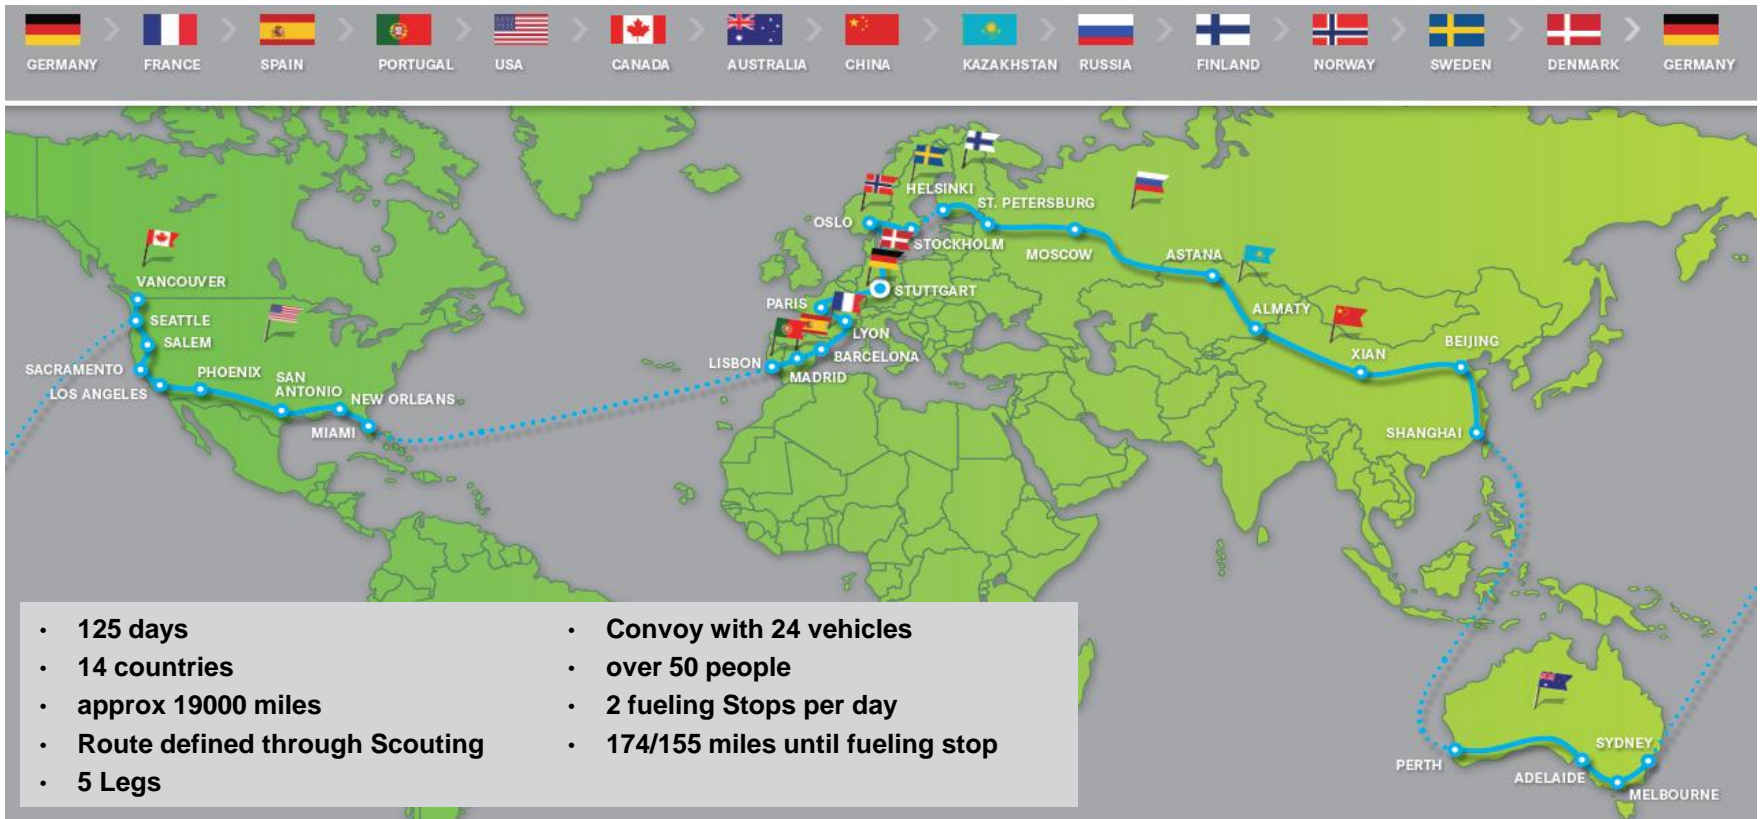 GERMANY FRANCE SPAIN PORTUGAL USA CANADA AUSTRALIA CHINA KAZAKHSTAN RUSSIA FINLAND NORWAY SWEDEN DENMARK GERMANY
HELSINKI
ST. PETERSBURG
OSLO
STOCKHOLM
MOSCOW
ASTANA
VANCOUVER
STUTTGART
PARIS
SEATTLE
ALMATY
LYON
SALEM
XIAN
BEIJING
BARCELONA
LISBON
MADRID
SACRAMENTO
PHOENIX
SAN
ANTONIO
LOS ANGELES
NEW ORLEANS
MIAMI
SHANGHAI
• 125 days
• 14 countries
• approx 19000 miles
• Route defined through Scouting
• 5 Legs
• Convoy with 24 vehicles
• over 50 people
• 2 fueling Stops per day
• 174/155 miles until fueling stop
SYDNEY
PERTH
ADELAIDE
MELBOURNE